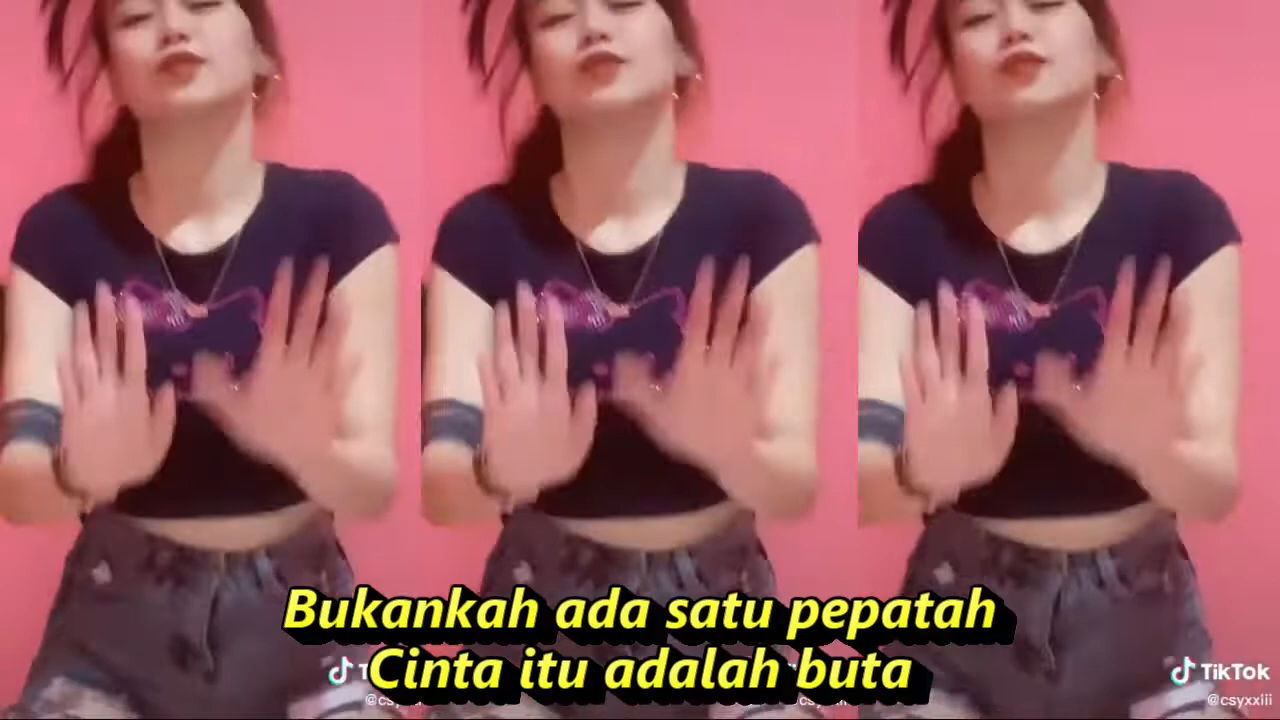 Bukankah ada satu pepatah
Cinta itu adalah buta
TikTok
@csyxxiii